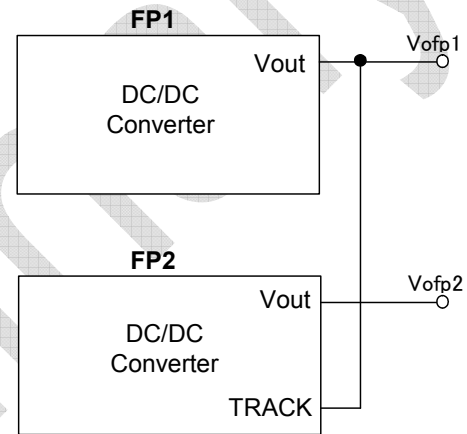 FP1
Vout
Vofp1
DC/DC
Converter
FP2
Vout
Vofp2
DC/DC
Converter
TRACK